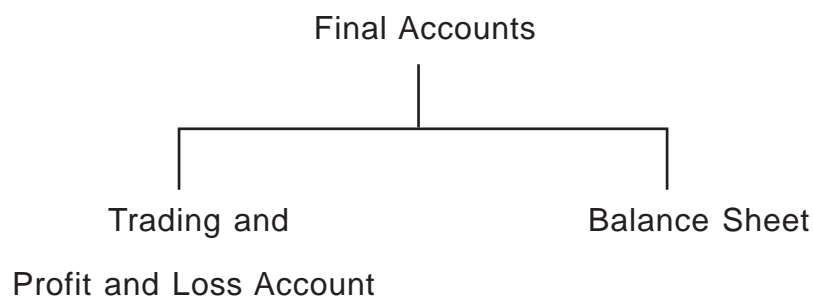 Final Accounts
Trading and
Balance Sheet
Profit and Loss Account